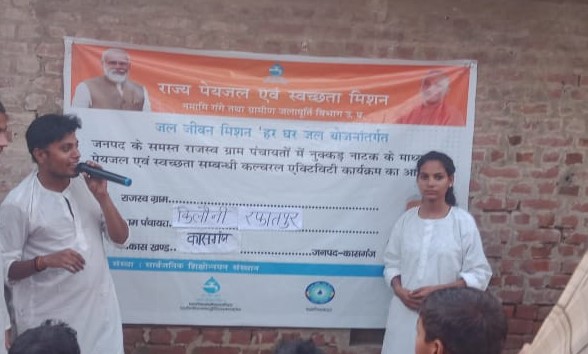 राज्य पेयजल एवं स्वच्छता मिशन
नमामि गंगे तथा ग्रामीण जलापूर्ति विभाग उ. प्र.
जल जीवन मिशन 'हर घर जल योजनांतर्गत
जनपद के समस्त राजस्व ग्राम पंचायतों में नुक्कड़ नाटक के माध्य
पेयजल एवं स्वच्छता सम्बन्धी कल्चरल एक्टिविटी कार्यक्रम का आ
राजस्व ग्राम
ाम पंचायत किलौनी रफातपुर
कास खण्ड. कासगंज जनपद-कासगंज
संस्था : सार्वजनिक शिक्षोन्नयन संस्थान